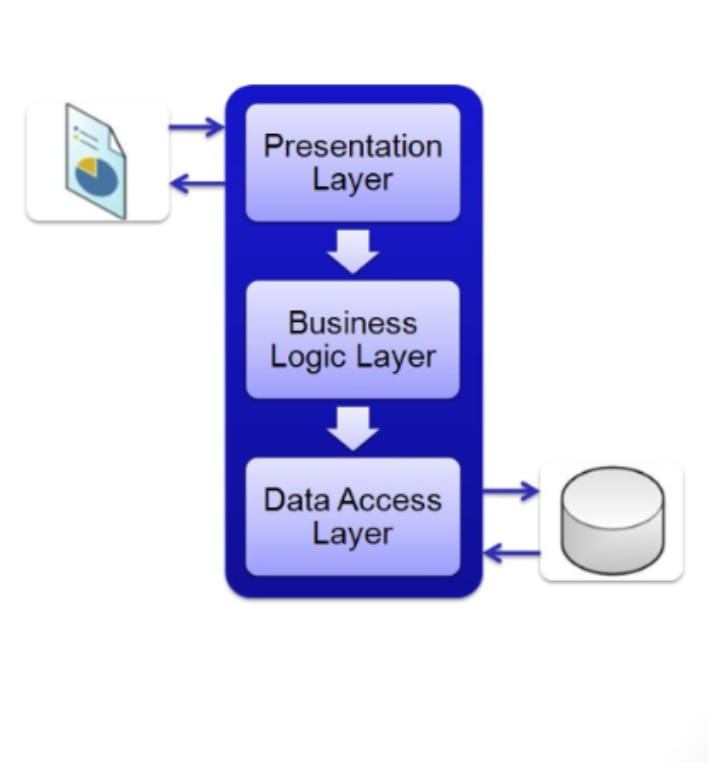 Presentation
Layer
Business
Logic Layer
Data Access
Layer